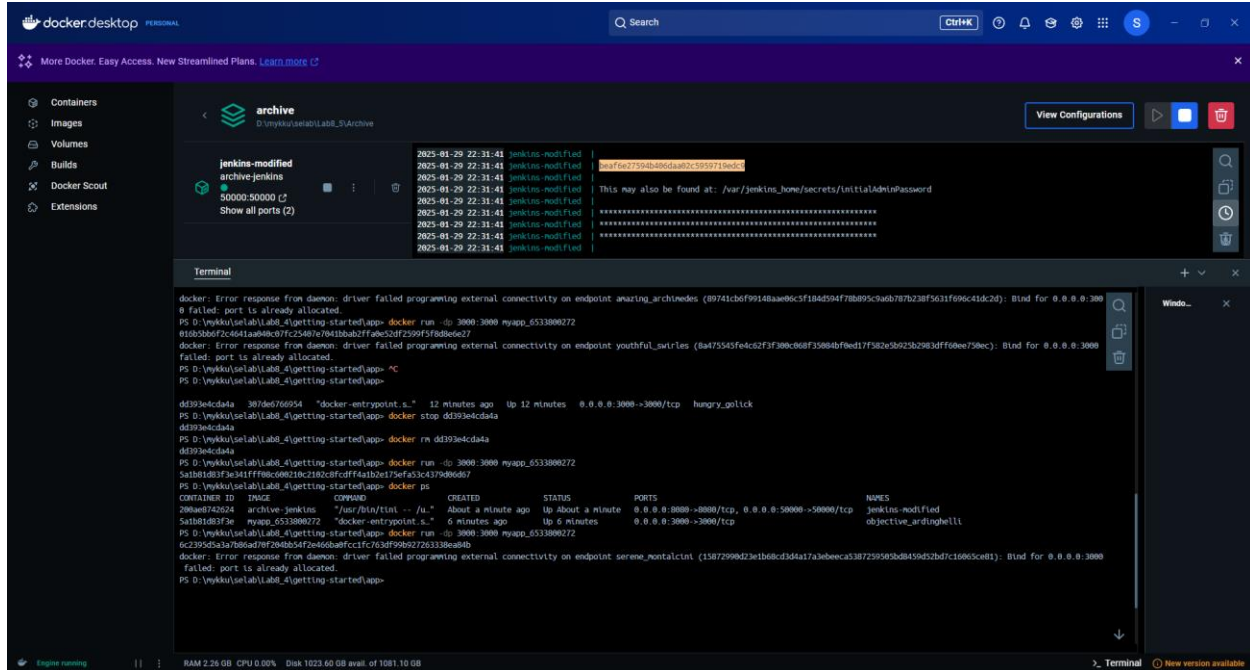 docker.desktop PERSONAL
Search
Ctrl+K
S
More Docker. Easy Access. New Streamlined Plans. Learn more
Containers
Images
Volumes
Builds
Docker Scout
Extensions
archive
D:\mykku\selab\Lab8_5\Archive
View Configurations
jenkins-modified
archive-jenkins
50000:50000
Show all ports (2)
2025-01-29 22:31:41 jenkins-modified |
2025-01-29 22:31:41 jenkins-modified | beaf6e27594b406daa02c5959719edc9
2025-01-29 22:31:41 jenkins-modified |
2025-01-29 22:31:41 jenkins-modified | This may also be found at: /var/jenkins_home/secrets/initialAdminPassword
2025-01-29 22:31:41 jenkins-modified |
2025-01-29 22:31:41 jenkins-modified | *************************************************************
2025-01-29 22:31:41 jenkins-modified | *************************************************************
2025-01-29 22:31:41 jenkins-modified | *************************************************************
2025-01-29 22:31:41 jenkins-modified |
Terminal
Windo...
docker: Error response from daemon: driver failed programming external connectivity on endpoint amazing_archimedes Bind for 0.0.0.0:300
0 failed: port is already allocated.
PS D:\mykku\selab\Lab8_4\getting-started\app> docker run -dp 3000:3000 myapp_6533800272
docker: Error response from daemon: driver failed programming external connectivity on endpoint youthful_swirles Bind for 0.0.0.0:3000
failed: port is already allocated.
PS D:\mykku\selab\Lab8_4\getting-started\app> ^C
PS D:\mykku\selab\Lab8_4\getting-started\app>
dd393e4cda4a 307de6766954 "docker-entrypoint.s…" 12 minutes ago Up 12 minutes 0.0.0.0:3000->3000/tcp hungry_golick
PS D:\mykku\selab\Lab8_4\getting-started\app> docker stop dd393e4cda4a
dd393e4cda4a
PS D:\mykku\selab\Lab8_4\getting-started\app> docker rm dd393e4cda4a
dd393e4cda4a
PS D:\mykku\selab\Lab8_4\getting-started\app> docker run -dp 3000:3000 myapp_6533800272
PS D:\mykku\selab\Lab8_4\getting-started\app> docker ps
CONTAINER ID IMAGE COMMAND CREATED STATUS PORTS NAMES
200ae8742624 archive-jenkins "/usr/bin/tini -- /u…" About a minute ago Up About a minute 0.0.0.0:8080->8080/tcp, 0.0.0.0:50000->50000/tcp jenkins-modified
5a1b81d83f3e myapp_6533800272 "docker-entrypoint.s…" 6 minutes ago Up 6 minutes 0.0.0.0:3000->3000/tcp objective_ardinghelli
PS D:\mykku\selab\Lab8_4\getting-started\app> docker run -dp 3000:3000 myapp_6533800272
docker: Error response from daemon: driver failed programming external connectivity on endpoint serene_montalcini Bind for 0.0.0.0:3000
failed: port is already allocated.
PS D:\mykku\selab\Lab8_4\getting-started\app>
Engine running
RAM 2.26 GB CPU 0.00% Disk 1023.60 GB avail. of 1081.10 GB
>_ Terminal
New version available